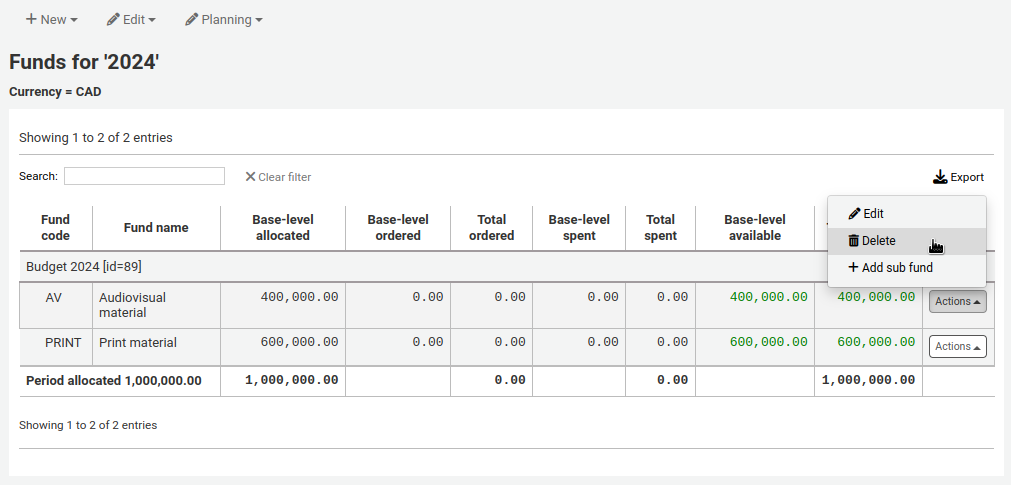 New Edit Planning
Funds for '2024'
Currency = CAD
Showing 1 to 2 of 2 entries
Search: Clear filter Export
Fund code Fund name Base-level allocated Base-level ordered Total ordered Base-level spent Total spent Base-level available
Edit
Delete
Add sub fund
Budget 2024 [id=89]
AV Audiovisual material 400,000.00 0.00 0.00 0.00 0.00 400,000.00 400,000.00 Actions
PRINT Print material 600,000.00 0.00 0.00 0.00 0.00 600,000.00 600,000.00 Actions
Period allocated 1,000,000.00 1,000,000.00 0.00 0.00 1,000,000.00
Showing 1 to 2 of 2 entries